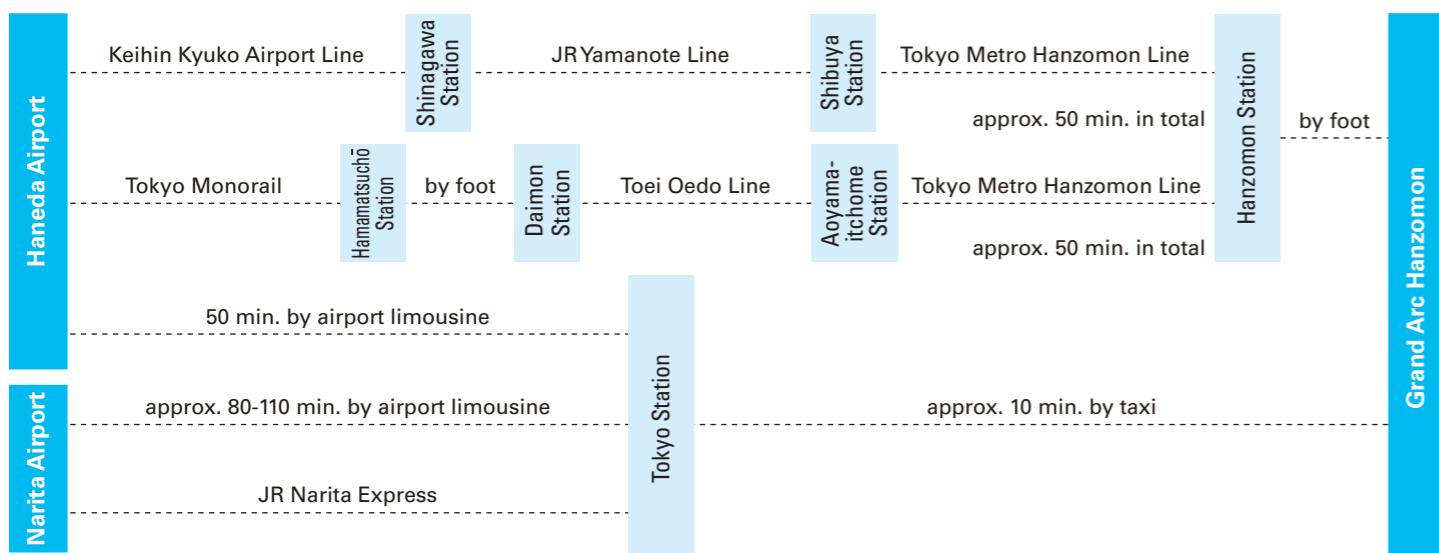 Haneda Airport
Keihin Kyuko Airport Line
Shinagawa
Station
JR Yamanote Line
Shibuya
Station
Tokyo Metro Hanzomon Line
approx. 50 min. in total
Tokyo Monorail
Hamamatsuchō
Station
by foot
Daimon
Station
Toei Oedo Line
Aoyama-
itchome
Station
Tokyo Metro Hanzomon Line
approx. 50 min. in total
Hanzomon Station
by foot
Grand Arc Hanzomon
50 min. by airport limousine
Narita Airport
approx. 80-110 min. by airport limousine
Tokyo Station
approx. 10 min. by taxi
JR Narita Express